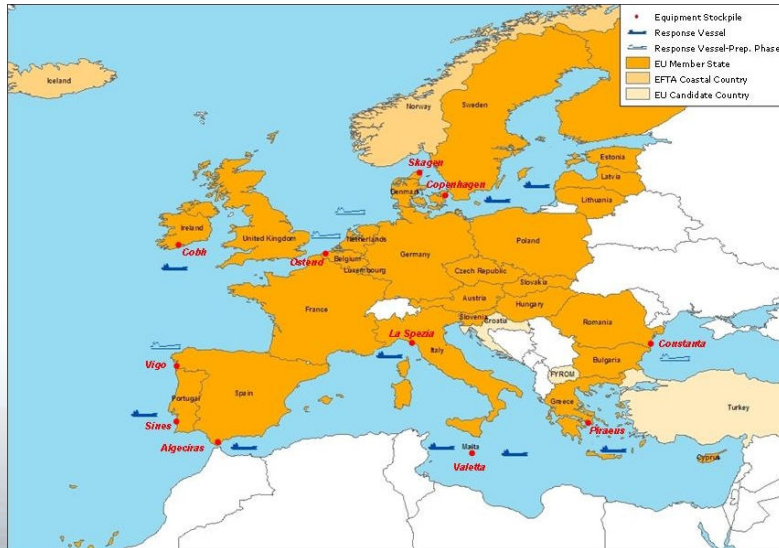 Equipment Stockpile
Response Vessel
Response Vessel-Prep. Phase
EU Member State
EFTA Coastal Country
EU Candidate Country
Iceland
Norway
Sweden
Skagen
Estonia
Latvia
Denmark
Copenhagen
Lithuania
Ireland
Cobh
United Kingdom
Netherlands
Ostend
Belgium
Luxembourg
Germany
Poland
Czech Republic
Slovakia
France
Austria
Hungary
Slovenia
Croatia
Romania
La Spezia
Italy
Constanta
Bulgaria
Vigo
FYROM
Portugal
Spain
Greece
Turkey
Sines
Piraeus
Algeciras
Malta
Valetta
Cyprus